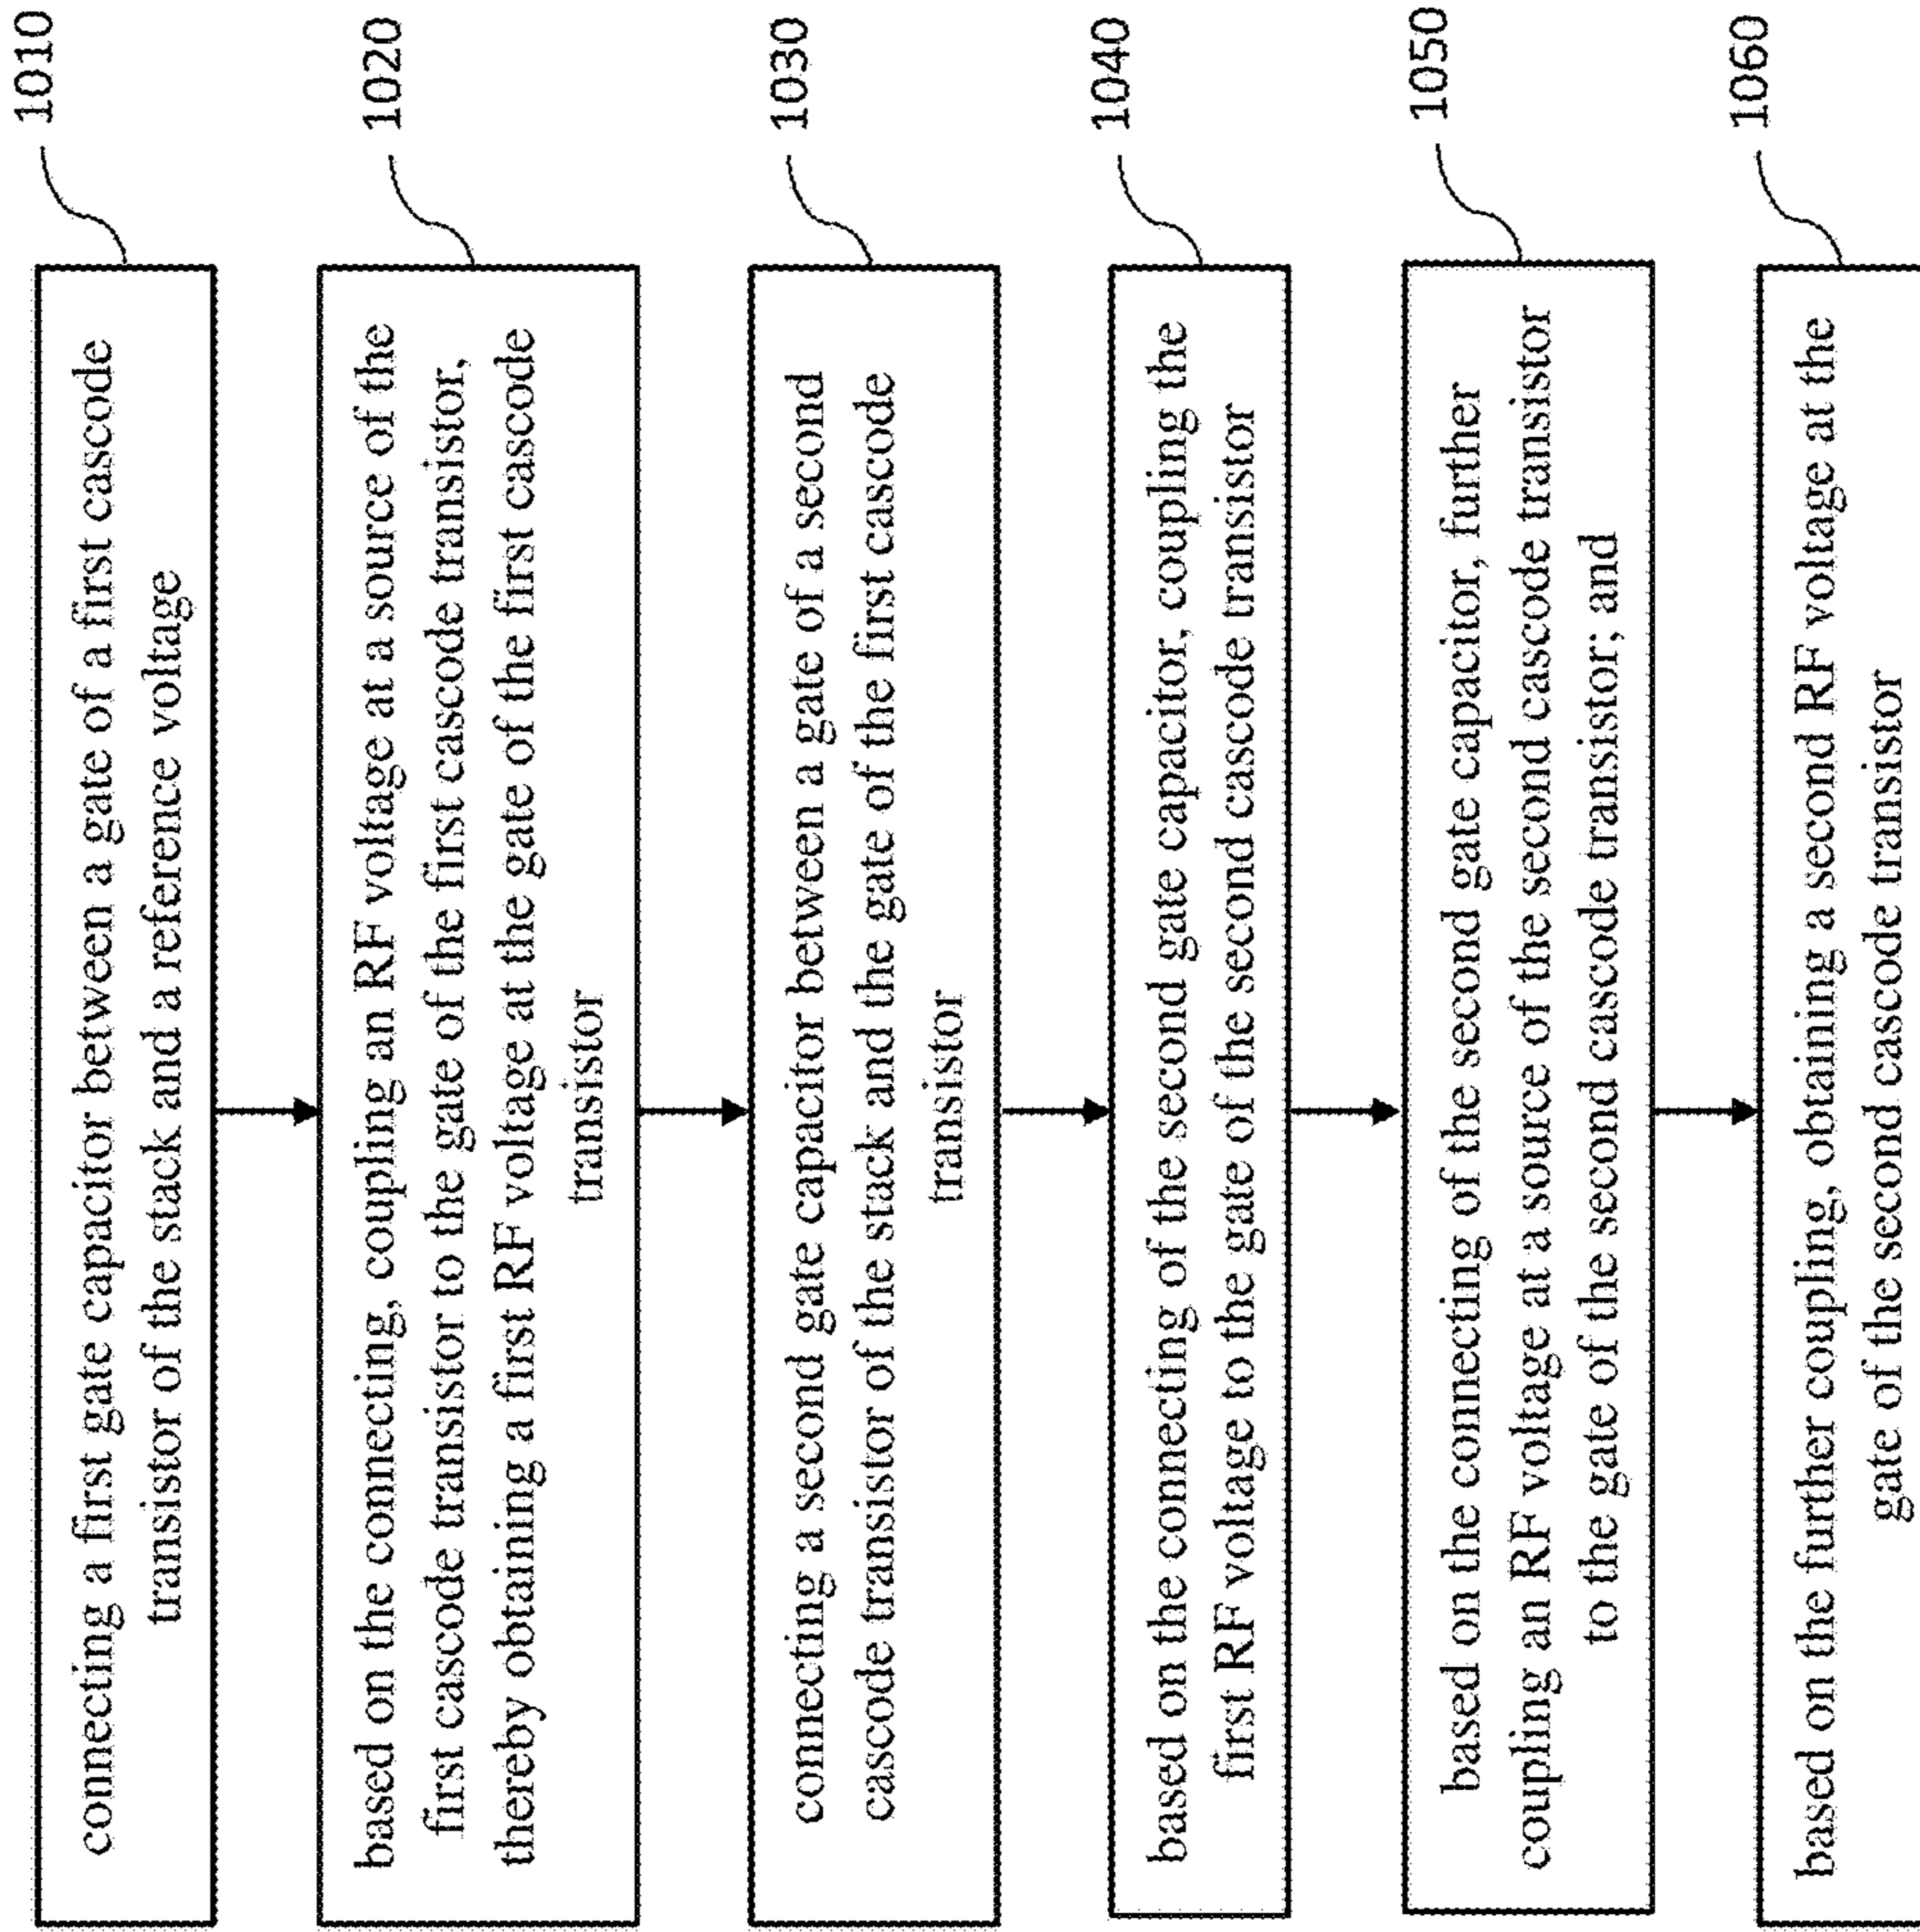 1010
connecting a first gate capacitor between a gate of a first cascode
transistor of the stack and a reference voltage
1020
based on the connecting, coupling an RF voltage at a source of the
first cascode transistor to the gate of the first cascode transistor,
thereby obtaining a first RF voltage at the gate of the first cascode
transistor
1030
connecting a second gate capacitor between a gate of a second
cascode transistor of the stack and the gate of the first cascode
transistor
1040
based on the connecting of the second gate capacitor, coupling the
first RF voltage to the gate of the second cascode transistor
1050
based on the connecting of the second gate capacitor, further
coupling an RF voltage at a source of the second cascode transistor
to the gate of the second cascode transistor; and
1060
based on the further coupling, obtaining a second RF voltage at the
gate of the second cascode transistor